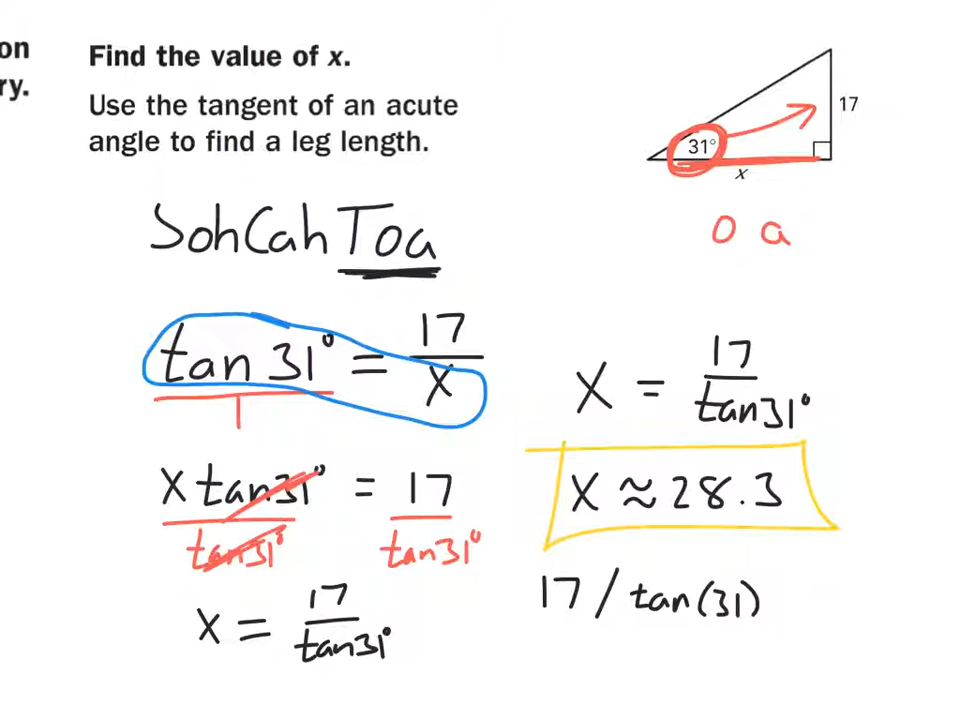 on
ry.
Find the value of x.
Use the tangent of an acute
angle to find a leg length.
31°
17
x
o a
SohCahToa
tan 31° = 17/x
1
x tan31° = 17
tan31° tan31°
x = 17/tan31°
x = 17/tan31°
x ≈ 28.3
17 / tan(31)